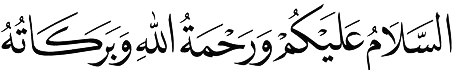 السَّلَامُ عَلَيْكُمْ وَرَحْمَةُ اللهِ وَبَرَكَاتُهُ